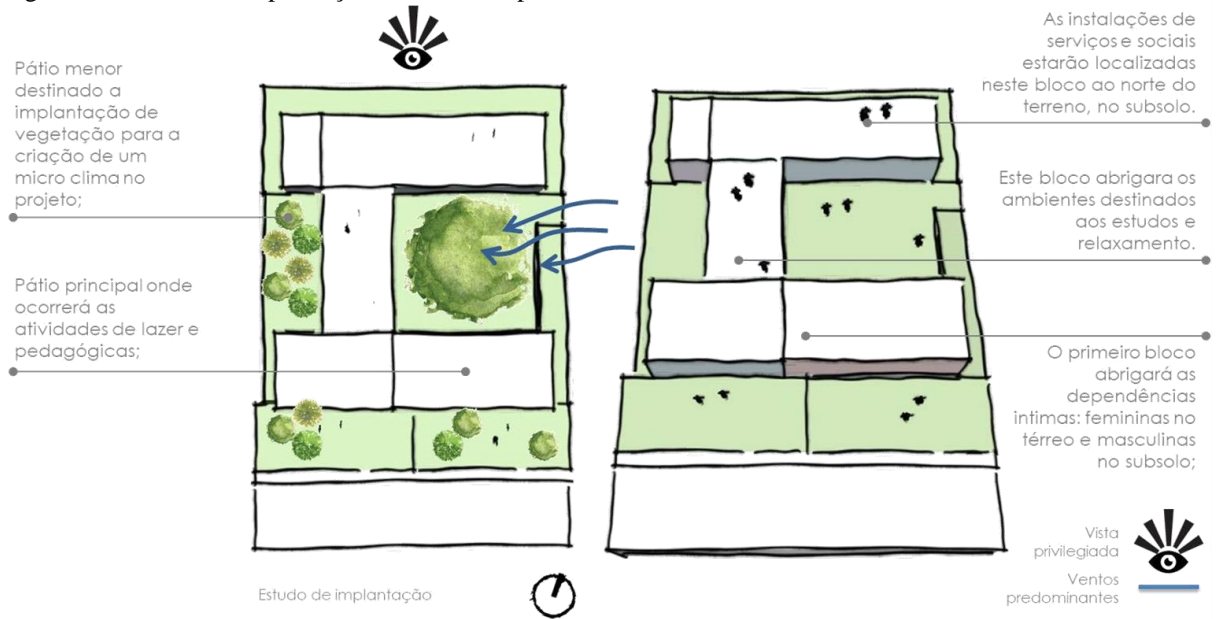 Pátio menor
destinado a
implantação de
vegetação para a
criação de um
micro clima no
projeto;
Pátio principal onde
ocorrerá as
atividades de lazer e
pedagógicas;
As instalações de
serviços e sociais
estarão localizadas
neste bloco ao norte do
terreno, no subsolo.
Este bloco abrigara os
ambientes destinados
aos estudos e
relaxamento.
O primeiro bloco
abrigará as
dependências
intimas: femininas no
térreo e masculinas
no subsolo;
Vista
privilegiada
Ventos
predominantes
Estudo de implantação